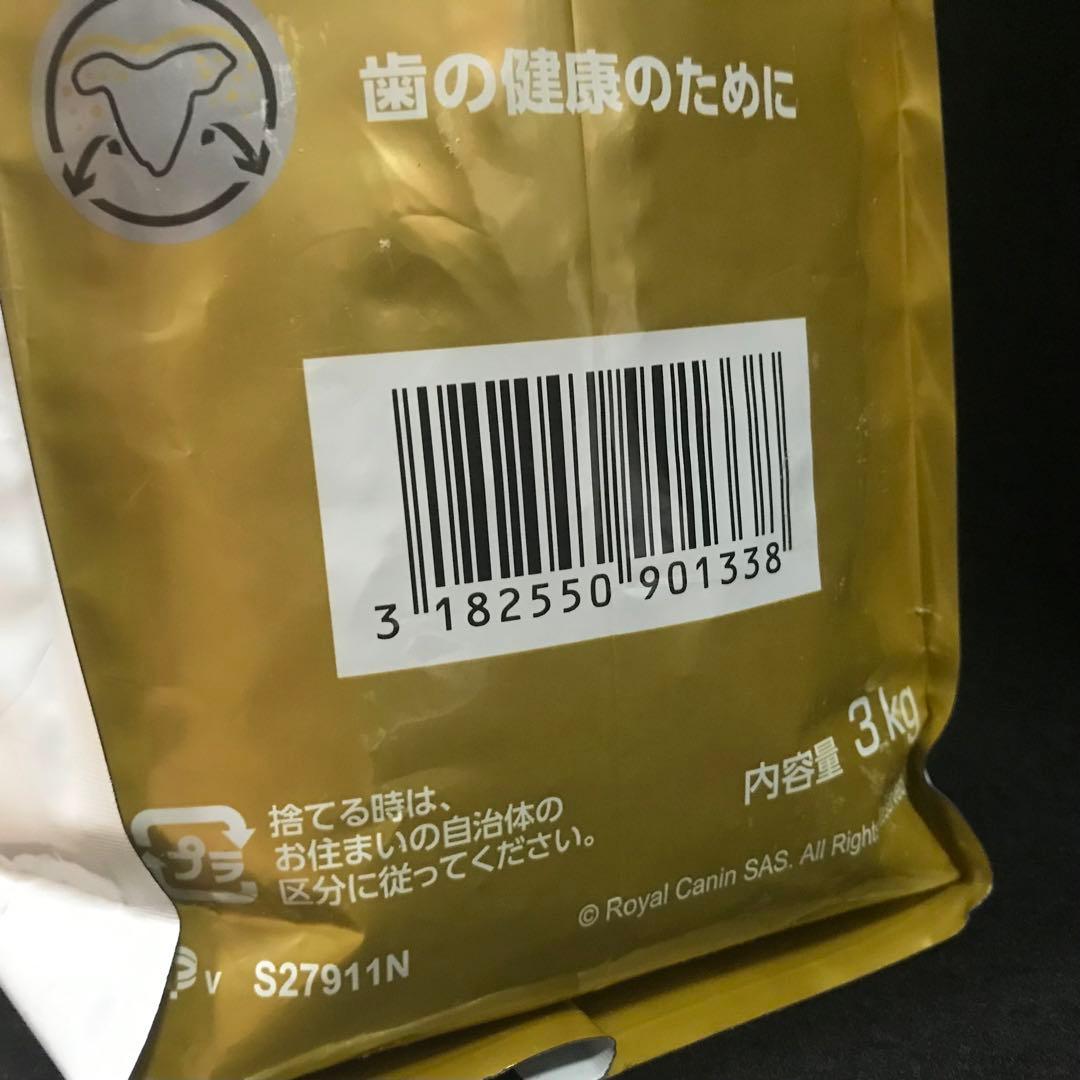 歯の健康のために
3 182550 901338
内容量 3kg
捨てる時は、
お住まいの自治体の
区分に従ってください。
プラ
© Royal Canin SAS. All Rights
V S27911N